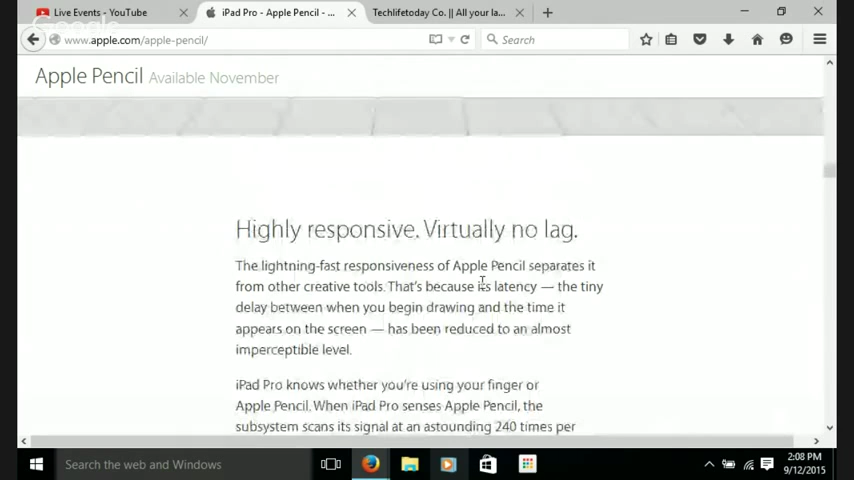 Google
Live Events - YouTube
iPad Pro - Apple Pencil - ...
Techlifetoday Co. || All your la...
www.apple.com/apple-pencil/
Search
Apple Pencil Available November
Highly responsive. Virtually no lag.
The lightning-fast responsiveness of Apple Pencil separates it
from other creative tools. That's because its latency — the tiny
delay between when you begin drawing and the time it
appears on the screen — has been reduced to an almost
imperceptible level.
iPad Pro knows whether you're using your finger or
Apple Pencil. When iPad Pro senses Apple Pencil, the
subsystem scans its signal at an astounding 240 times per
Search the web and Windows
2:08 PM
9/12/2015